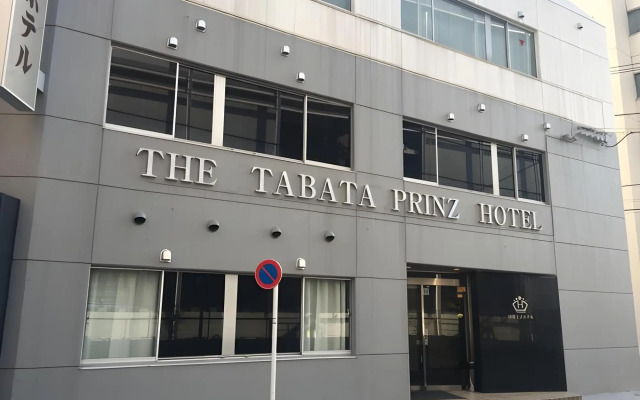 ホテル
THE TABATA PRINZ HOTEL
H